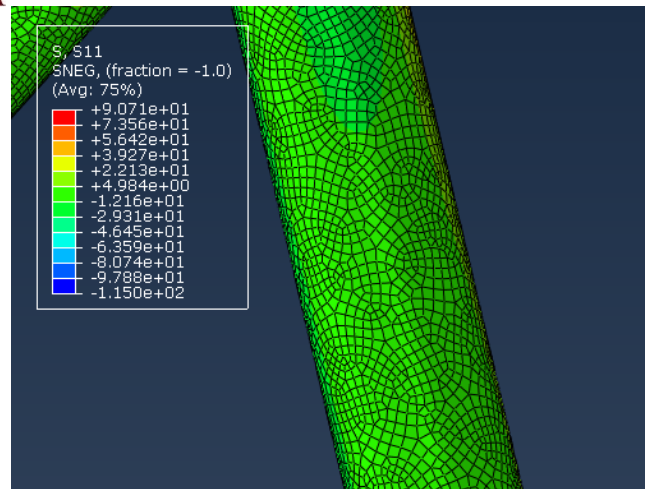 S, S11
SNEG, (fraction = -1.0)
(Avg: 75%)
+9.071e+01
+7.356e+01
+5.642e+01
+3.927e+01
+2.213e+01
+4.984e+00
-1.216e+01
-2.931e+01
-4.645e+01
-6.359e+01
-8.074e+01
-9.788e+01
-1.150e+02